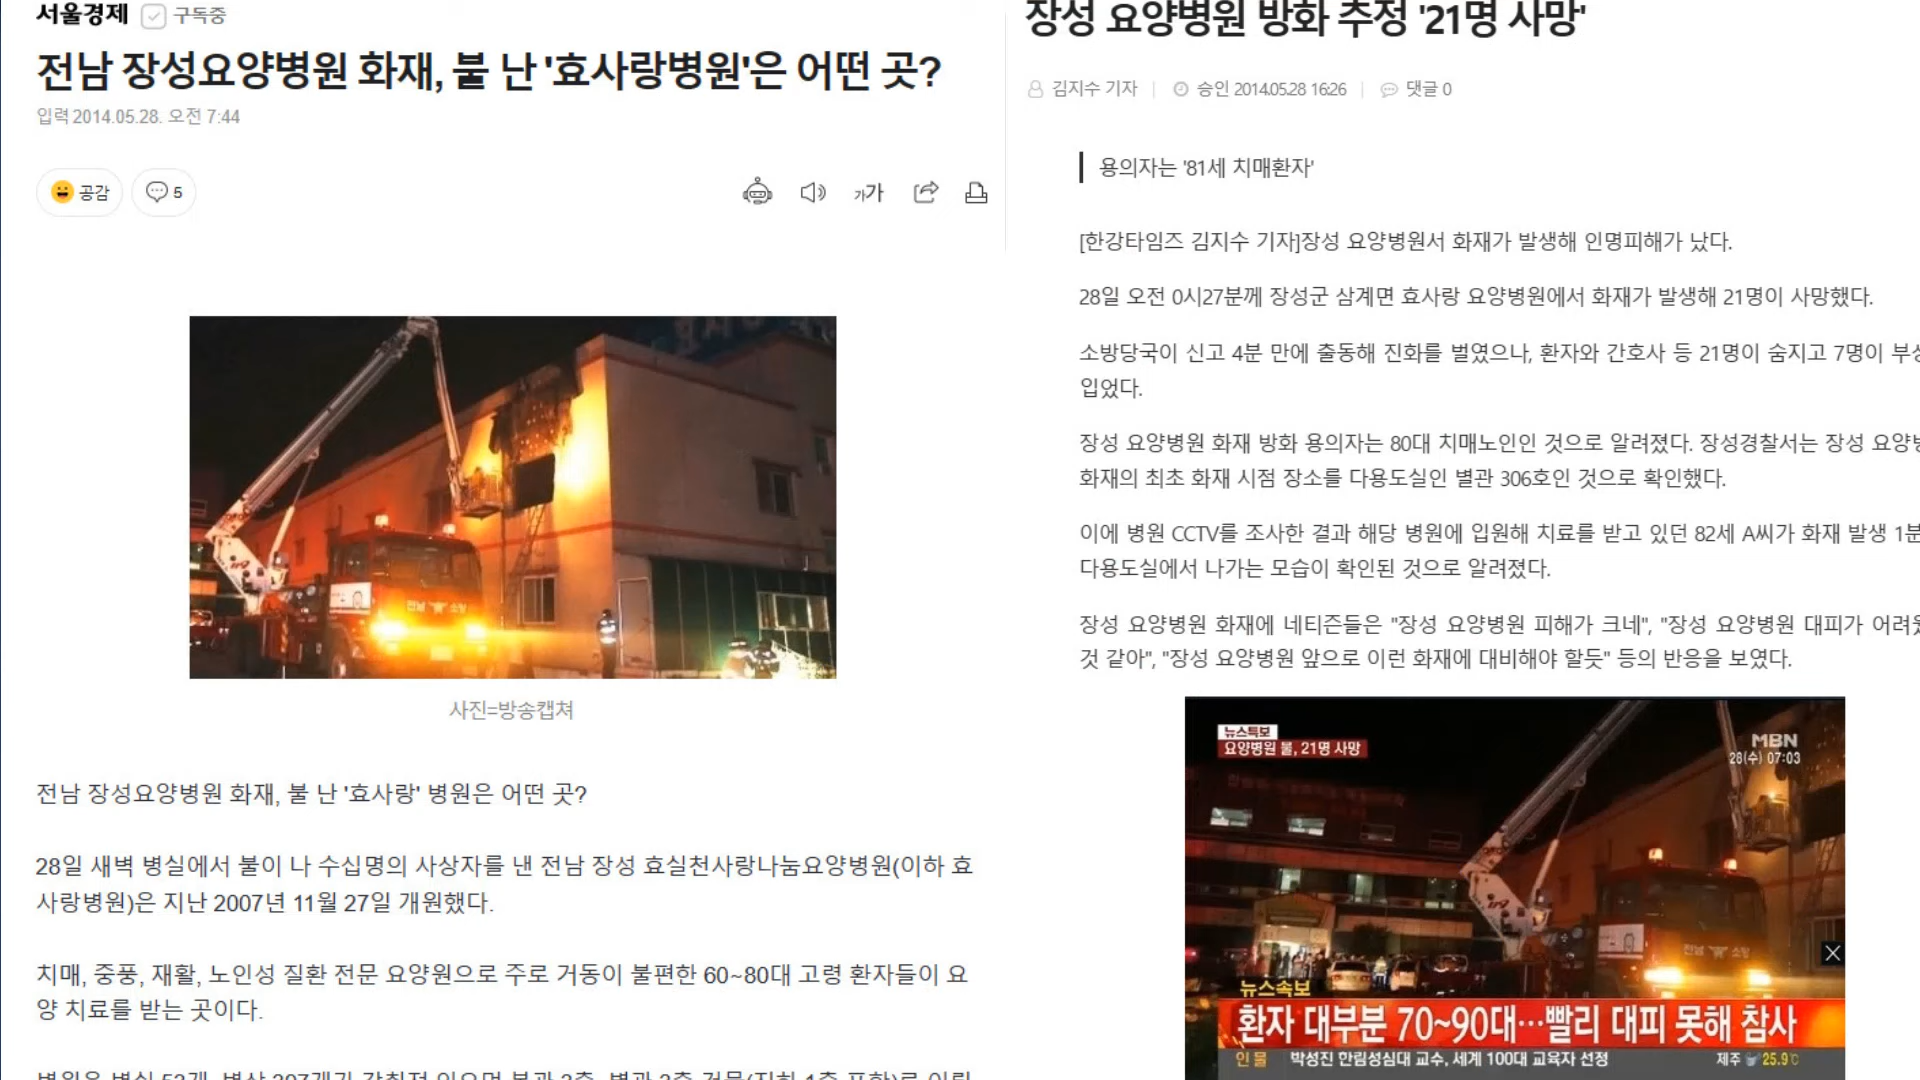 서울경제 구독중
전남 장성요양병원 화재, 불 난 '효사랑병원'은 어떤 곳?
입력 2014.05.28. 오전 7:44
공감
5
가가
전남 소방
사진=방송캡쳐
전남 장성요양병원 화재, 불 난 '효사랑' 병원은 어떤 곳?
28일 새벽 병실에서 불이 나 수십명의 사상자를 낸 전남 장성 효실천사랑나눔요양병원(이하 효
사랑병원)은 지난 2007년 11월 27일 개원했다.
치매, 중풍, 재활, 노인성 질환 전문 요양원으로 주로 거동이 불편한 60~80대 고령 환자들이 요
양 치료를 받는 곳이다.
장성 요양병원 방화 추정 '21명 사망'
김지수 기자
승인 2014.05.28 16:26
댓글 0
용의자는 '81세 치매환자'
[한강타임즈 김지수 기자]장성 요양병원서 화재가 발생해 인명피해가 났다.
28일 오전 0시27분께 장성군 삼계면 효사랑 요양병원에서 화재가 발생해 21명이 사망했다.
소방당국이 신고 4분 만에 출동해 진화를 벌였으나, 환자와 간호사 등 21명이 숨지고 7명이 부상
입었다.
장성 요양병원 화재 방화 용의자는 80대 치매노인인 것으로 알려졌다. 장성경찰서는 장성 요양
화재의 최초 화재 시점 장소를 다용도실인 별관 306호인 것으로 확인했다.
이에 병원 CCTV를 조사한 결과 해당 병원에 입원해 치료를 받고 있던 82세 A씨가 화재 발생 1분
다용도실에서 나가는 모습이 확인된 것으로 알려졌다.
장성 요양병원 화재에 네티즌들은 "장성 요양병원 피해가 크네", "장성 요양병원 대피가 어려
것 같아", "장성 요양병원 앞으로 이런 화재에 대비해야 할듯" 등의 반응을 보였다.
뉴스특보
요양병원 불, 21명 사망
MBN
28(수) 07:03
전남 소방
뉴스속보
환자 대부분 70~90대…빨리 대피 못해 참사
인물 박성진 한림성심대 교수, 세계 100대 교육자 선정
제주 25.9℃